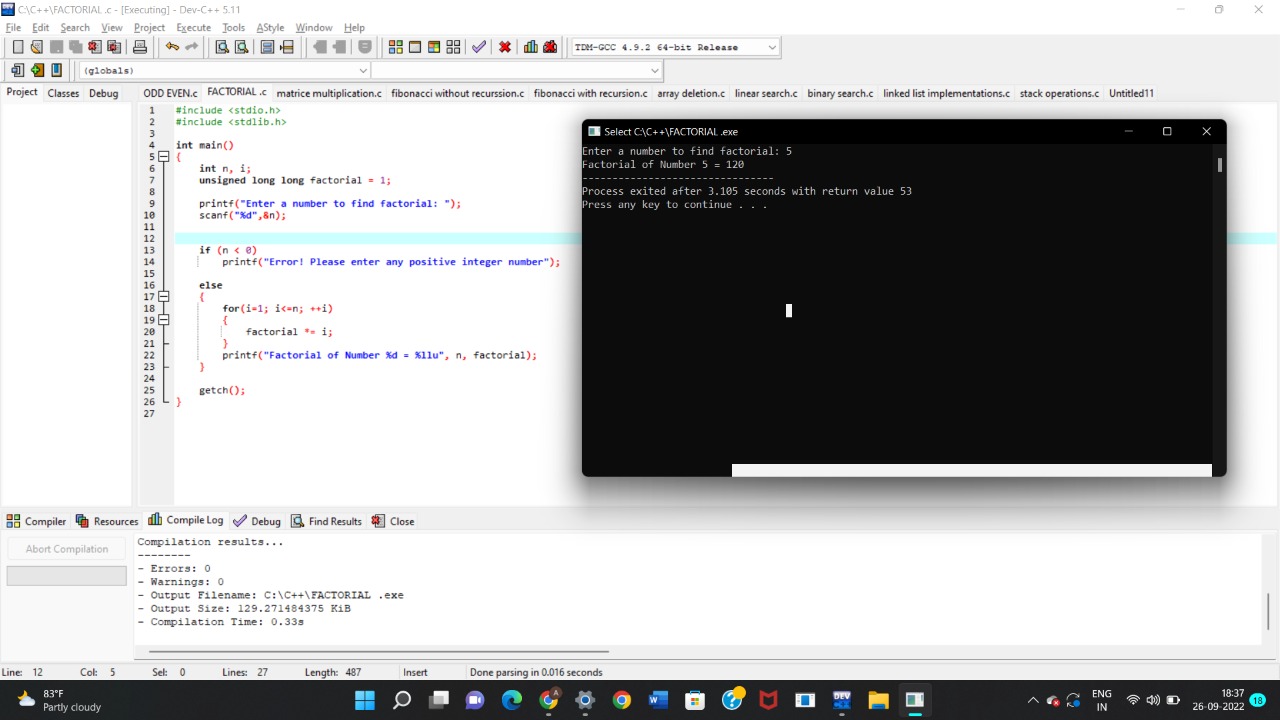 C:\C++\FACTORIAL .c - [Executing] - Dev-C++ 5.11
File Edit Search View Project Execute Tools AStyle Window Help
TDM-GCC 4.9.2 64-bit Release
(globals)
Project Classes Debug
ODD EVEN.c FACTORIAL .c matrice multiplication.c fibonacci without recurssion.c fibonacci with recursion.c array deletion.c linear search.c binary search.c linked list implementations.c stack operations.c Untitled11
1 #include <stdio.h>
2 #include <stdlib.h>
3
4 int main()
5 {
6 int n, i;
7 unsigned long long factorial = 1;
8
9 printf("Enter a number to find factorial: ");
10 scanf("%d",&n);
11
12
13 if (n < 0)
14 printf("Error! Please enter any positive integer number");
15
16 else
17 {
18 for(i=1; i<=n; ++i)
19 {
20 factorial *= i;
21 }
22 printf("Factorial of Number %d = %llu", n, factorial);
23 }
24
25 getch();
26 }
27
Select C:\C++\FACTORIAL .exe
Enter a number to find factorial: 5
Factorial of Number 5 = 120
--------------------------------
Process exited after 3.105 seconds with return value 53
Press any key to continue . . .
Compiler Resources Compile Log Debug Find Results Close
Abort Compilation
Compilation results...
--------
- Errors: 0
- Warnings: 0
- Output Filename: C:\C++\FACTORIAL .exe
- Output Size: 129.271484375 KiB
- Compilation Time: 0.33s
Line: 12 Col: 5 Sel: 0 Lines: 27 Length: 487 Insert Done parsing in 0.016 seconds
83°F
Partly cloudy
ENG
IN
18:37
26-09-2022
18